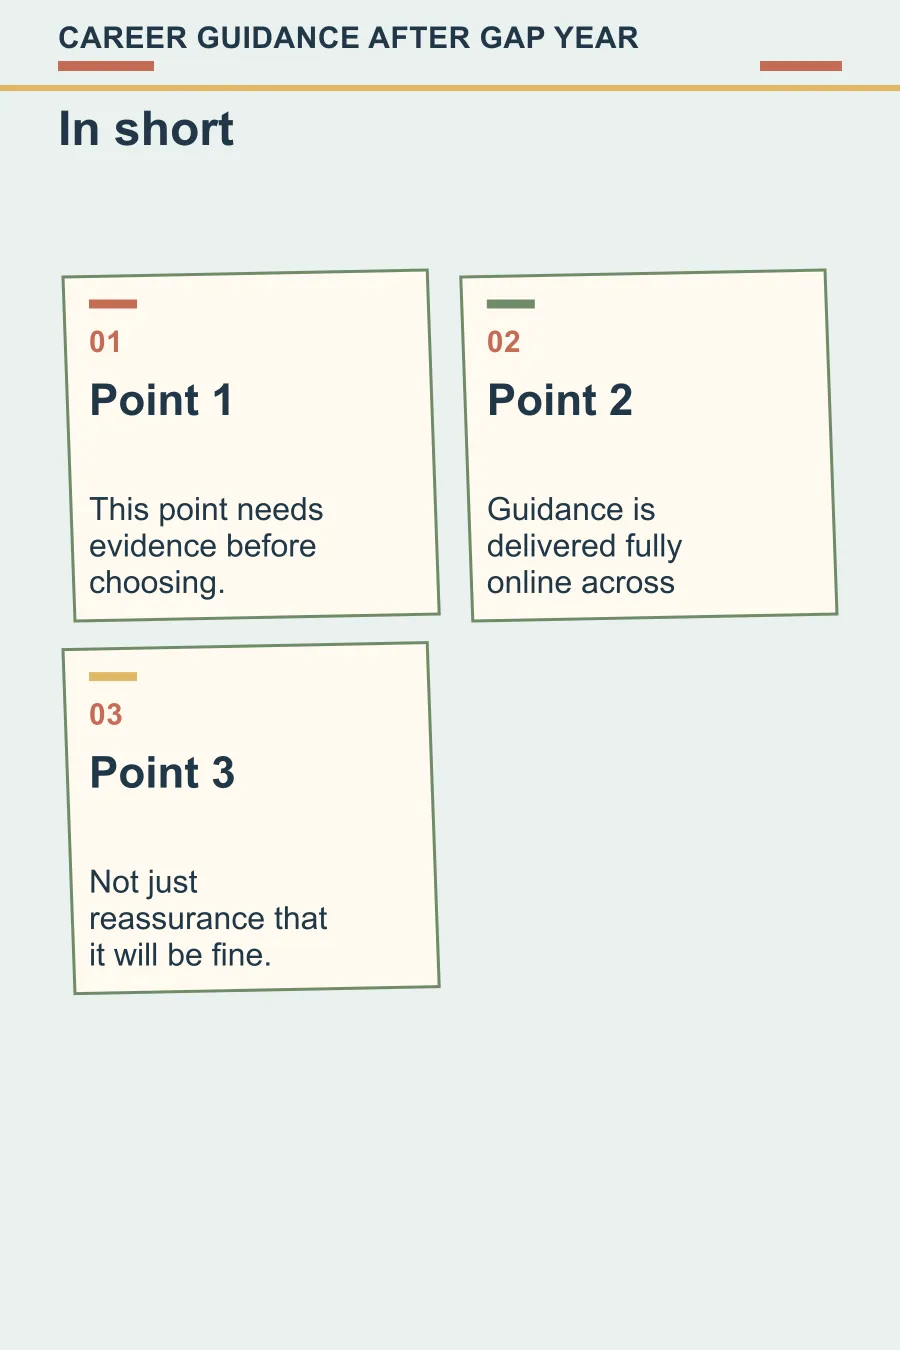 CAREER GUIDANCE AFTER GAP YEAR
In short
01
Point 1
This point needs
evidence before
choosing.
02
Point 2
Guidance is
delivered fully
online across
03
Point 3
Not just
reassurance that
it will be fine.